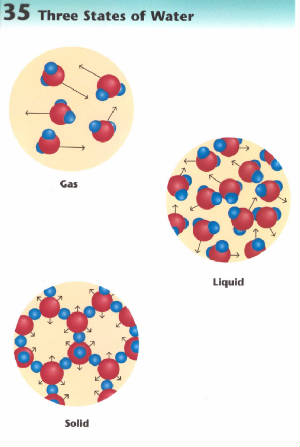 35 Three States of Water
Gas
Liquid
Solid